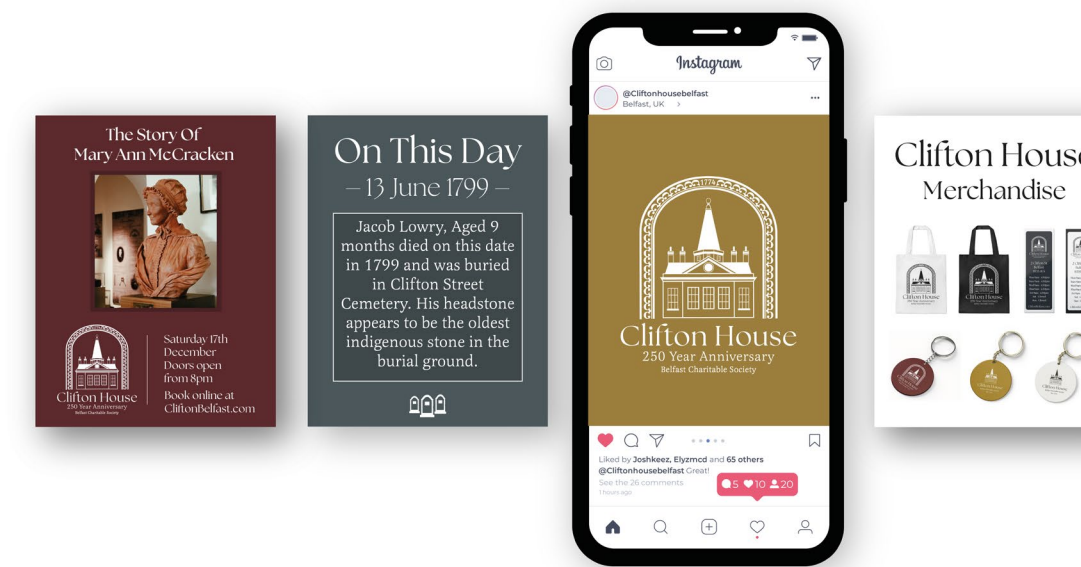 The Story Of
Mary Ann McCracken
Clifton House
250 Year Anniversary
Belfast Charitable Society
Saturday 17th
December
Doors open
from 8pm
Book online at
CliftonBelfast.com
On This Day
– 13 June 1799 –
Jacob Lowry, Aged 9
months died on this date
in 1799 and was buried
in Clifton Street
Cemetery. His headstone
appears to be the oldest
indigenous stone in the
burial ground.
Instagram
@Cliftonhousebelfast
Belfast, UK >
1774
Clifton House
250 Year Anniversary
Belfast Charitable Society
Liked by Joshkeez, Elyzmcd and 65 others
@Cliftonhousebelfast Great!
See the 26 comments
1 hours ago
5 10 20
Clifton House
Merchandise
Clifton House
Clifton House